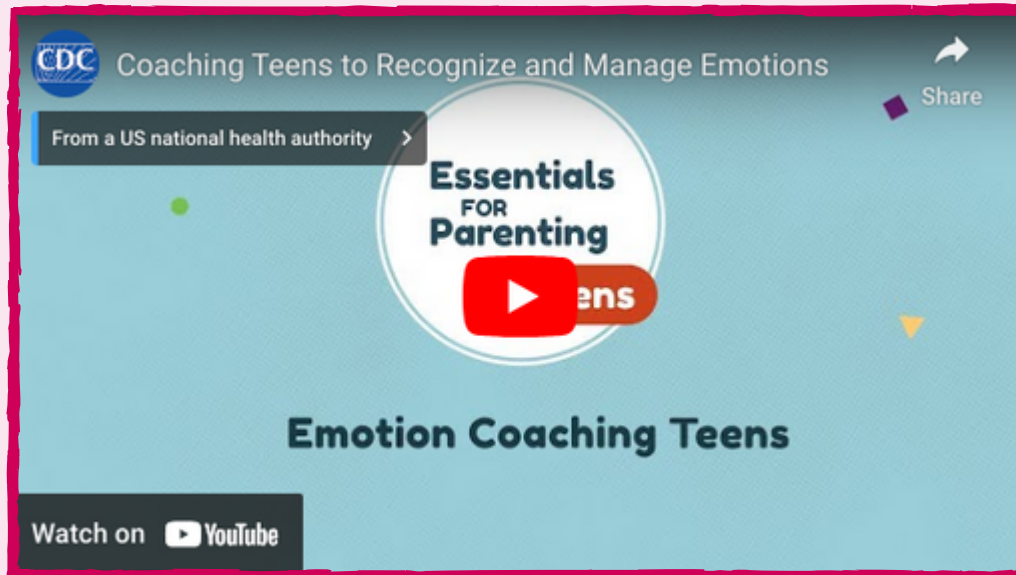 CDC
Coaching Teens to Recognize and Manage Emotions
Share
From a US national health authority
Essentials
FOR
Parenting
ens
Emotion Coaching Teens
Watch on YouTube